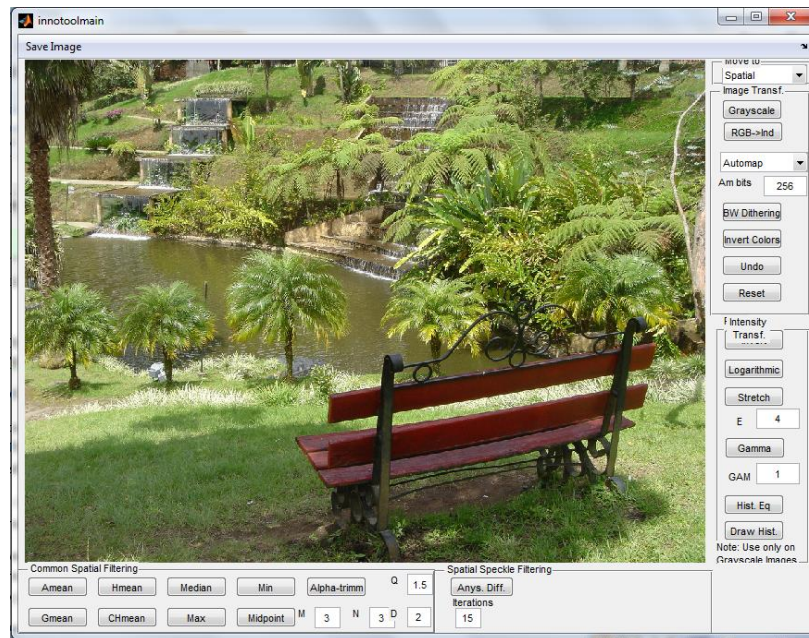 innotoolmain
Save Image
Move to
Spatial
Image Transf.
Grayscale
RGB->Ind
Automap
Am bits 256
BW Dithering
Invert Colors
Undo
Reset
Intensity
Transf.
Logarithmic
Stretch
E 4
Gamma
GAM 1
Hist. Eq
Draw Hist.
Note: Use only on
Grayscale Images
Common Spatial Filtering
Amean Hmean Median Min Alpha-trimm Q 1.5
Gmean CHmean Max Midpoint M 3 N 3 D 2
Spatial Speckle Filtering
Anys. Diff.
Iterations
15